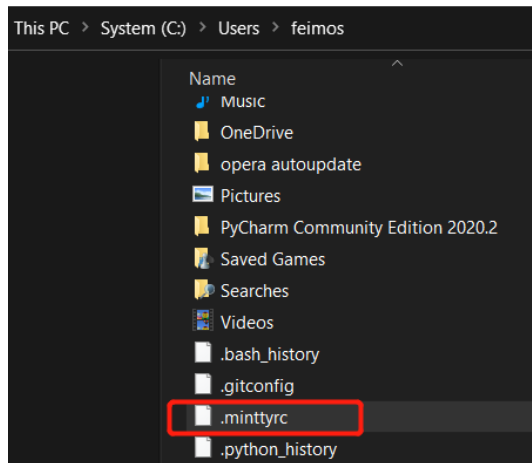 This PC > System (C:) > Users > feimos
Name
Music
OneDrive
opera autoupdate
Pictures
PyCharm Community Edition 2020.2
Saved Games
Searches
Videos
.bash_history
.gitconfig
.minttyrc
.python_history